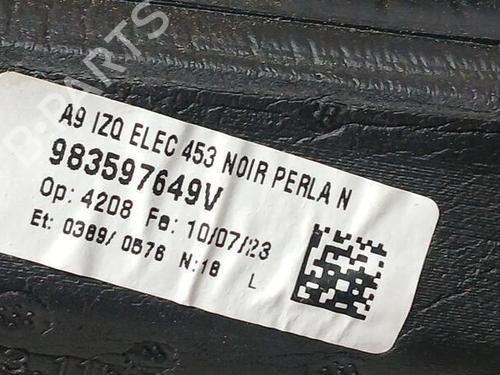 B-PARTS
A9 IZQ ELEC 453 NOIR PERLA N
983597649V
Op: 4208 Fe: 10/07/23
Et: 0389/ 0576 N:18 L